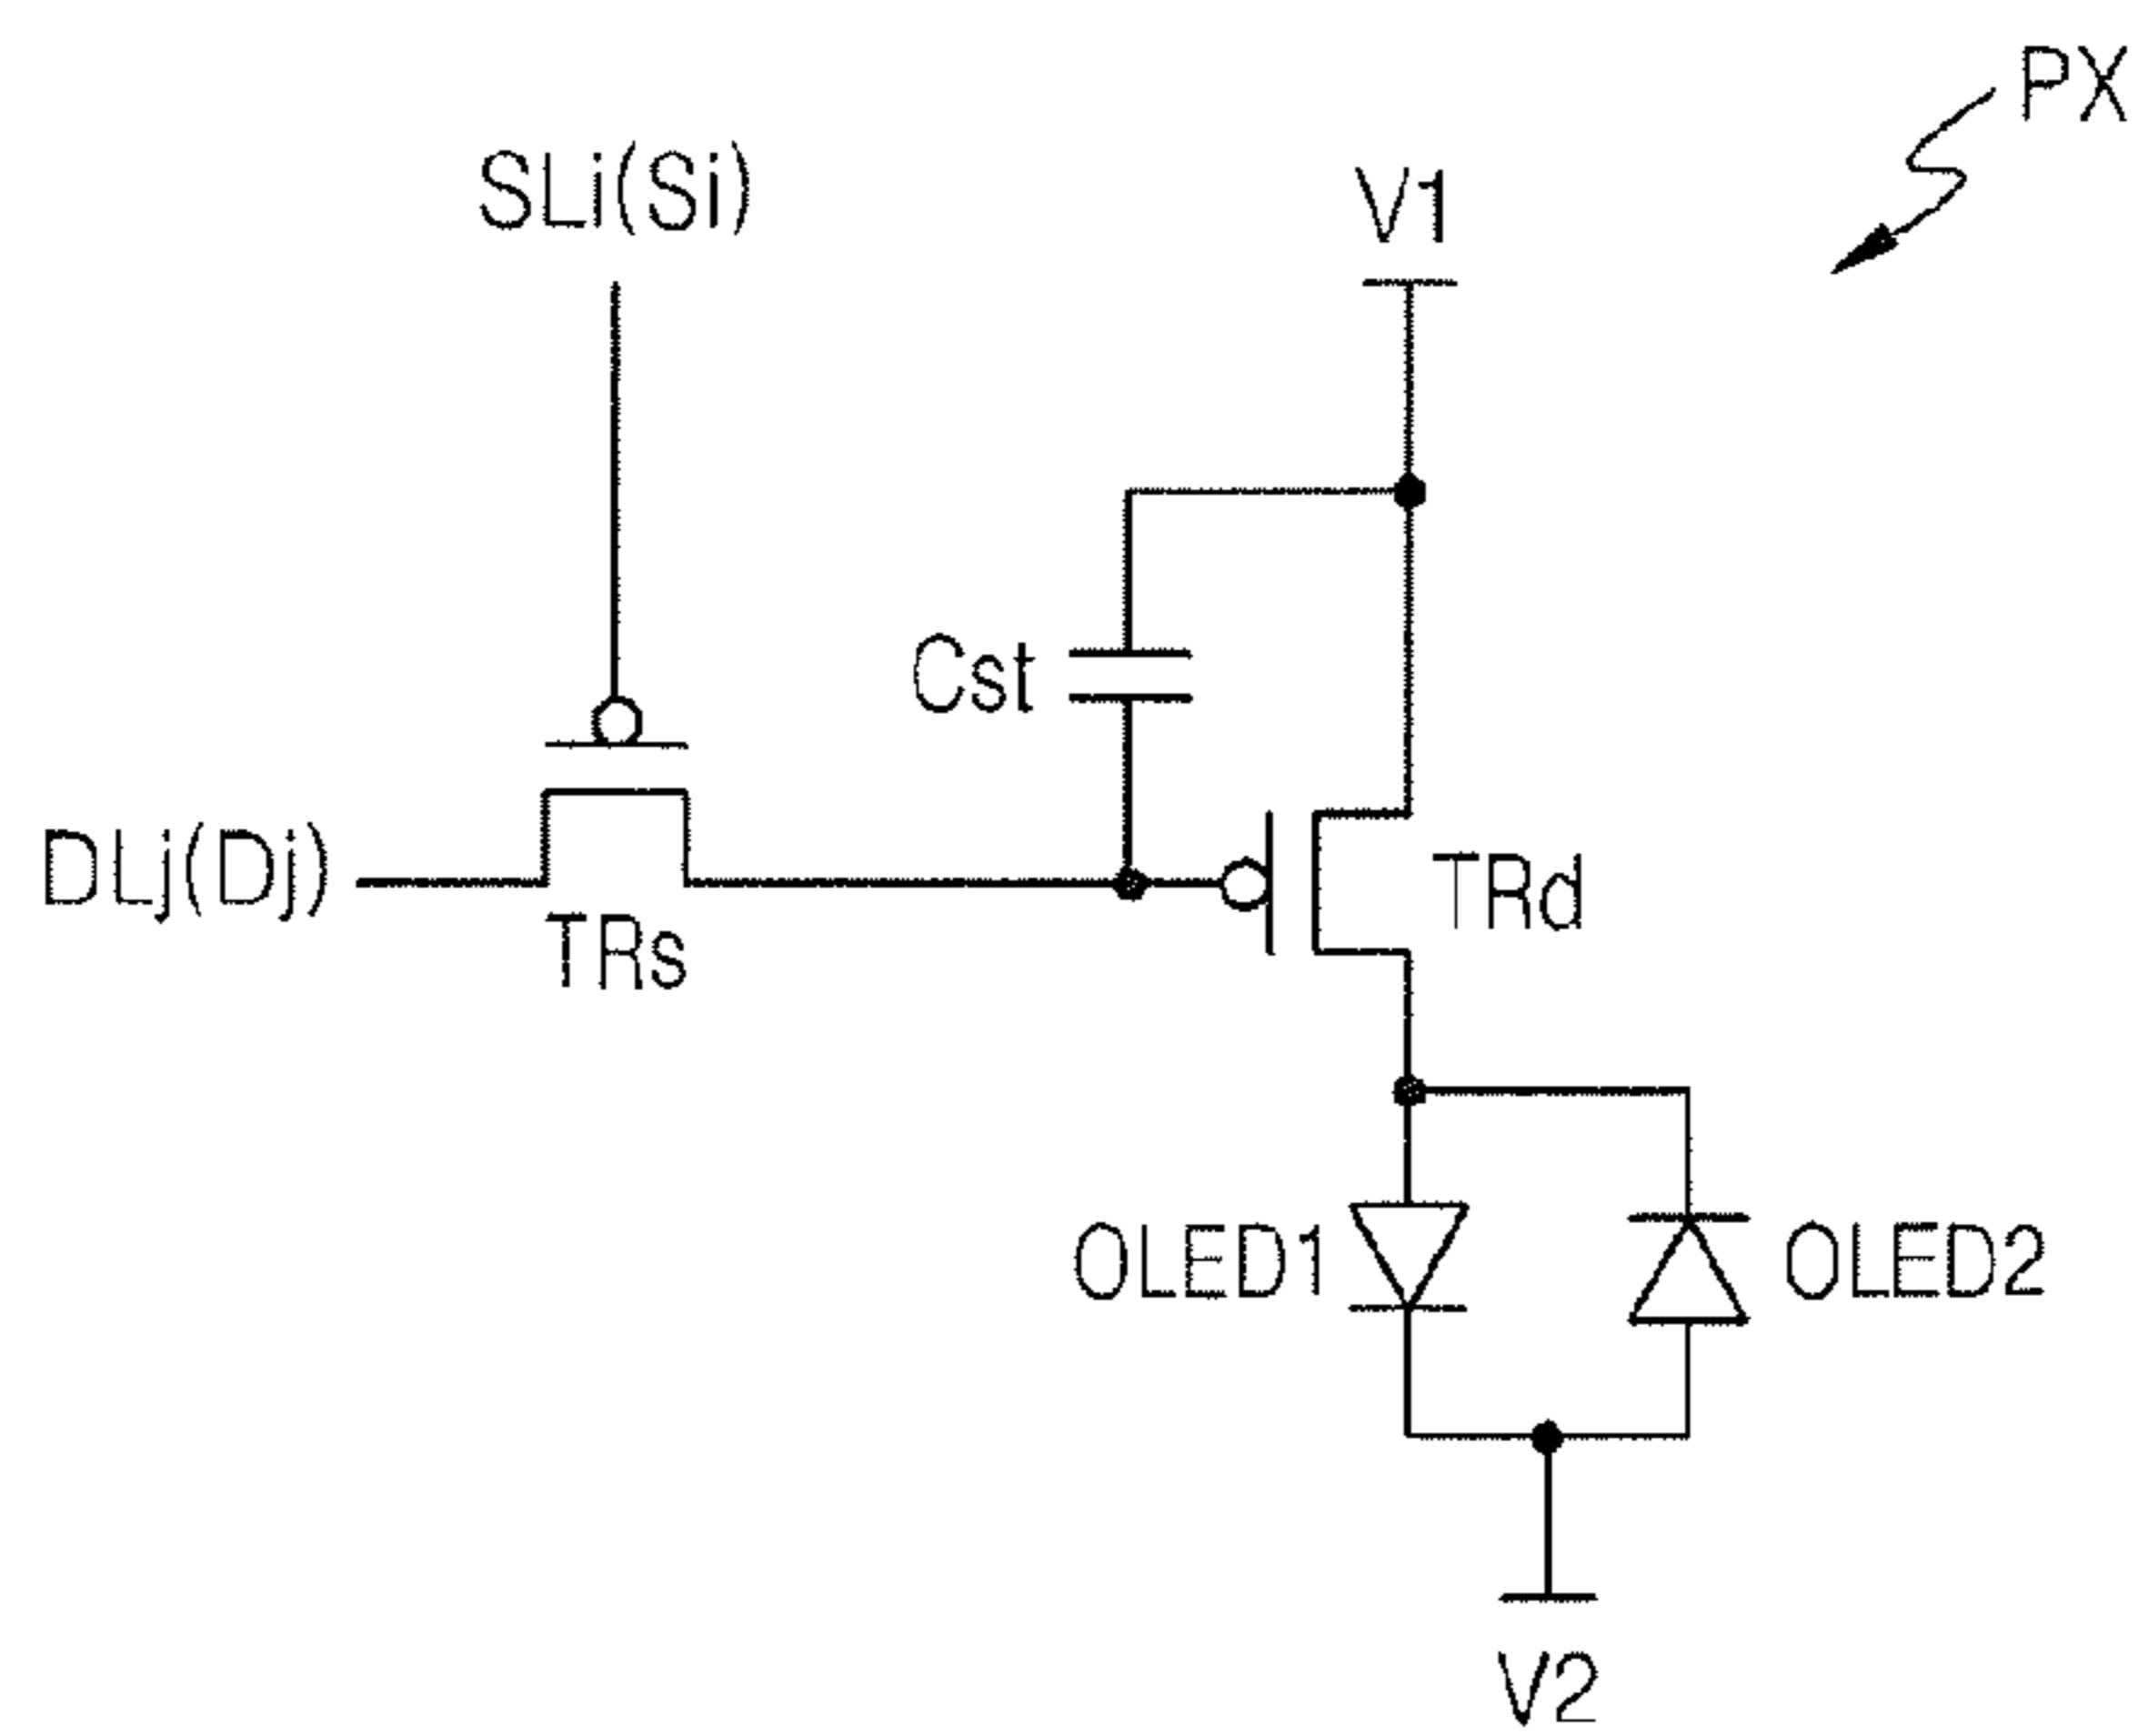 PX
SLi(Si)
V1
Cst
DLj(Dj)
TRd
TRs
OLED1
OLED2
V2